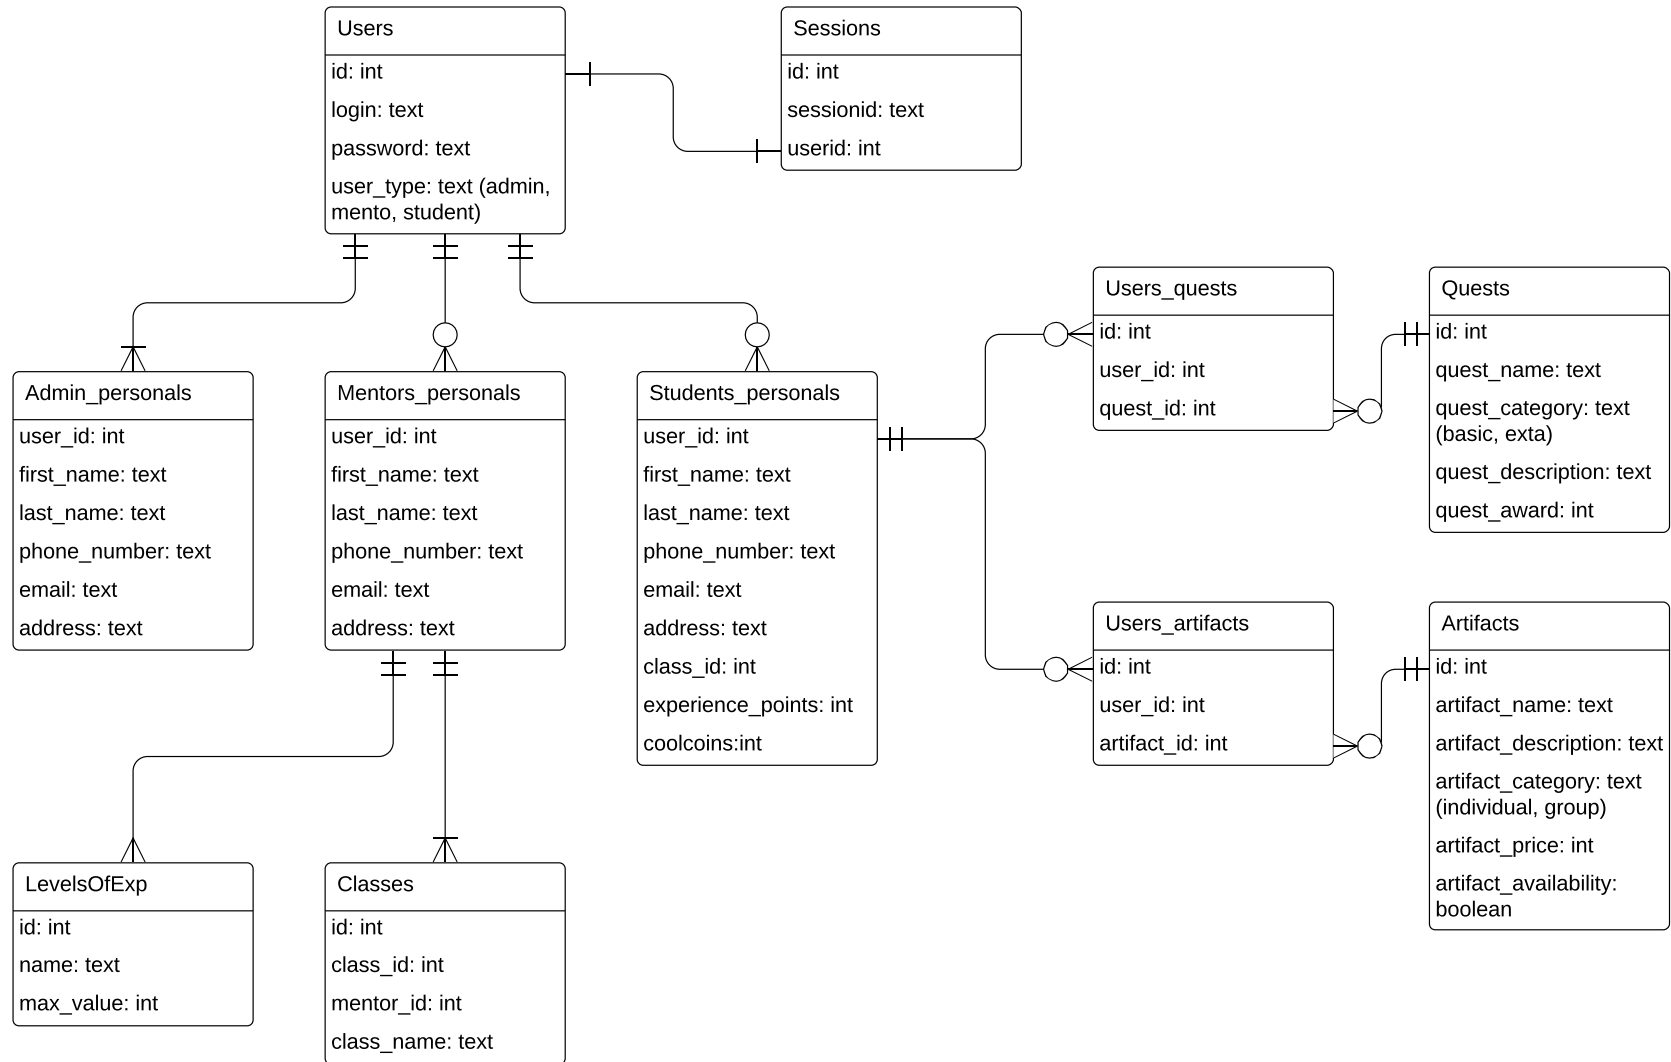 Users
id: int
login: text
password: text
user_type: text (admin,
mento, student)
Sessions
id: int
sessionid: text
userid: int
Admin_personals
user_id: int
first_name: text
last_name: text
phone_number: text
email: text
address: text
Mentors_personals
user_id: int
first_name: text
last_name: text
phone_number: text
email: text
address: text
Students_personals
user_id: int
first_name: text
last_name: text
phone_number: text
email: text
address: text
class_id: int
experience_points: int
coolcoins:int
Users_quests
id: int
user_id: int
quest_id: int
Quests
id: int
quest_name: text
quest_category: text
(basic, exta)
quest_description: text
quest_award: int
Users_artifacts
id: int
user_id: int
artifact_id: int
Artifacts
id: int
artifact_name: text
artifact_description: text
artifact_category: text
(individual, group)
artifact_price: int
artifact_availability:
boolean
LevelsOfExp
id: int
name: text
max_value: int
Classes
id: int
class_id: int
mentor_id: int
class_name: text